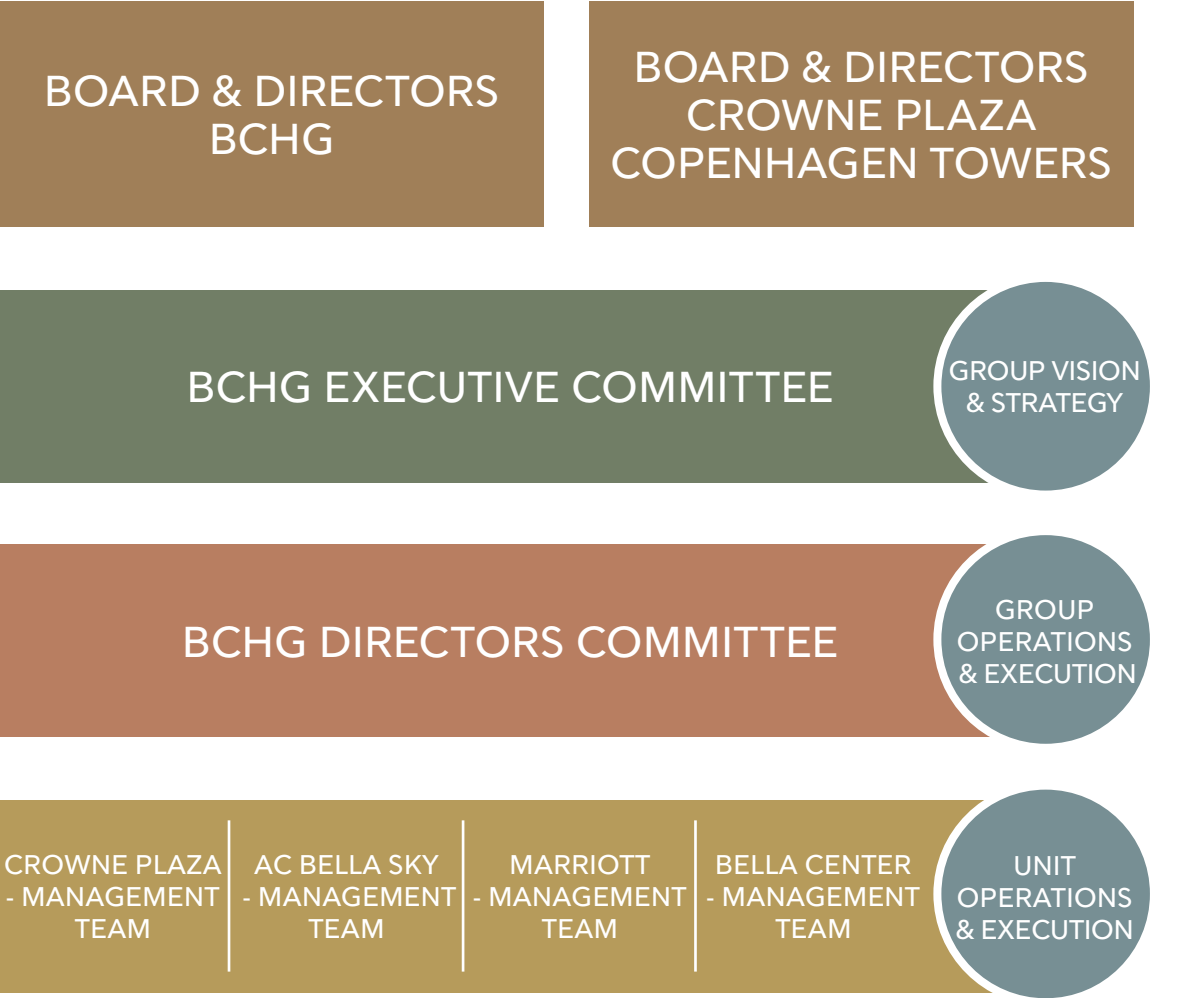 BOARD & DIRECTORS
BCHG
BOARD & DIRECTORS
CROWNE PLAZA
COPENHAGEN TOWERS
BCHG EXECUTIVE COMMITTEE
GROUP VISION
& STRATEGY
BCHG DIRECTORS COMMITTEE
GROUP
OPERATIONS
& EXECUTION
CROWNE PLAZA
- MANAGEMENT
TEAM
AC BELLA SKY
- MANAGEMENT
TEAM
MARRIOTT
- MANAGEMENT
TEAM
BELLA CENTER
- MANAGEMENT
TEAM
UNIT
OPERATIONS
& EXECUTION